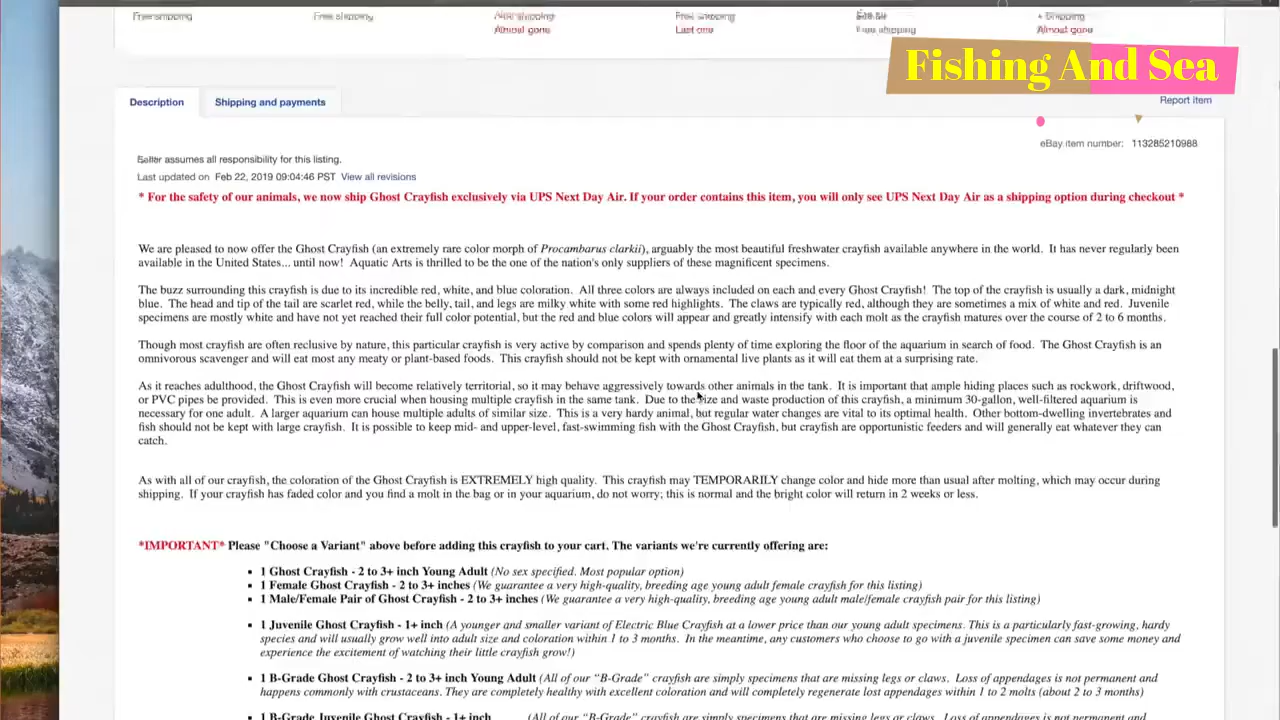 Free shipping
Free shipping
Shipping
Almost gone
Free shipping
Last one
Free shipping
+ Shipping
Almost gone
Fishing And Sea
Description
Shipping and payments
Report item
eBay item number: 113285210988
Seller assumes all responsibility for this listing.
Last updated on Feb 22, 2019 09:04:46 PST View all revisions
* For the safety of our animals, we now ship Ghost Crayfish exclusively via UPS Next Day Air. If your order contains this item, you will only see UPS Next Day Air as a shipping option during checkout *
We are pleased to now offer the Ghost Crayfish (an extremely rare color morph of Procambarus clarkii), arguably the most beautiful freshwater crayfish available anywhere in the world. It has never regularly been
available in the United States... until now! Aquatic Arts is thrilled to be the one of the nation's only suppliers of these magnificent specimens.
The buzz surrounding this crayfish is due to its incredible red, white, and blue coloration. All three colors are always included on each and every Ghost Crayfish! The top of the crayfish is usually a dark, midnight
blue. The head and tip of the tail are scarlet red, while the belly, tail, and legs are milky white with some red highlights. The claws are typically red, although they are sometimes a mix of white and red. Juvenile
specimens are mostly white and have not yet reached their full color potential, but the red and blue colors will appear and greatly intensify with each molt as the crayfish matures over the course of 2 to 6 months.
Though most crayfish are often reclusive by nature, this particular crayfish is very active by comparison and spends plenty of time exploring the floor of the aquarium in search of food. The Ghost Crayfish is an
omnivorous scavenger and will eat most any meaty or plant-based foods. This crayfish should not be kept with ornamental live plants as it will eat them at a surprising rate.
As it reaches adulthood, the Ghost Crayfish will become relatively territorial, so it may behave aggressively towards other animals in the tank. It is important that ample hiding places such as rockwork, driftwood,
or PVC pipes be provided. This is even more crucial when housing multiple crayfish in the same tank. Due to the size and waste production of this crayfish, a minimum 30-gallon, well-filtered aquarium is
necessary for one adult. A larger aquarium can house multiple adults of similar size. This is a very hardy animal, but regular water changes are vital to its optimal health. Other bottom-dwelling invertebrates and
fish should not be kept with large crayfish. It is possible to keep mid- and upper-level, fast-swimming fish with the Ghost Crayfish, but crayfish are opportunistic feeders and will generally eat whatever they can
catch.
As with all of our crayfish, the coloration of the Ghost Crayfish is EXTREMELY high quality. This crayfish may TEMPORARILY change color and hide more than usual after molting, which may occur during
shipping. If your crayfish has faded color and you find a molt in the bag or in your aquarium, do not worry; this is normal and the bright color will return in 2 weeks or less.
*IMPORTANT* Please "Choose a Variant" above before adding this crayfish to your cart. The variants we're currently offering are:
1 Ghost Crayfish - 2 to 3+ inch Young Adult (No sex specified. Most popular option)
1 Female Ghost Crayfish - 2 to 3+ inches (We guarantee a very high-quality, breeding age young adult female crayfish for this listing)
1 Male/Female Pair of Ghost Crayfish - 2 to 3+ inches (We guarantee a very high-quality, breeding age young adult male/female crayfish pair for this listing)
1 Juvenile Ghost Crayfish - 1+ inch (A younger and smaller variant of Electric Blue Crayfish at a lower price than our young adult specimens. This is a particularly fast-growing, hardy
species and will usually grow well into adult size and coloration within 1 to 3 months. In the meantime, any customers who choose to go with a juvenile specimen can save some money and
experience the excitement of watching their little crayfish grow!)
1 B-Grade Ghost Crayfish - 2 to 3+ inch Young Adult (All of our "B-Grade" crayfish are simply specimens that are missing legs or claws. Loss of appendages is not permanent and
happens commonly with crustaceans. They are completely healthy with excellent coloration and will completely regenerate lost appendages within 1 to 2 molts (about 2 to 3 months)
1 B-Grade Juvenile Ghost Crayfish - 1+ inch (All of our "B-Grade" crayfish are simply specimens that are missing legs or claws. Loss of appendages is not permanent and